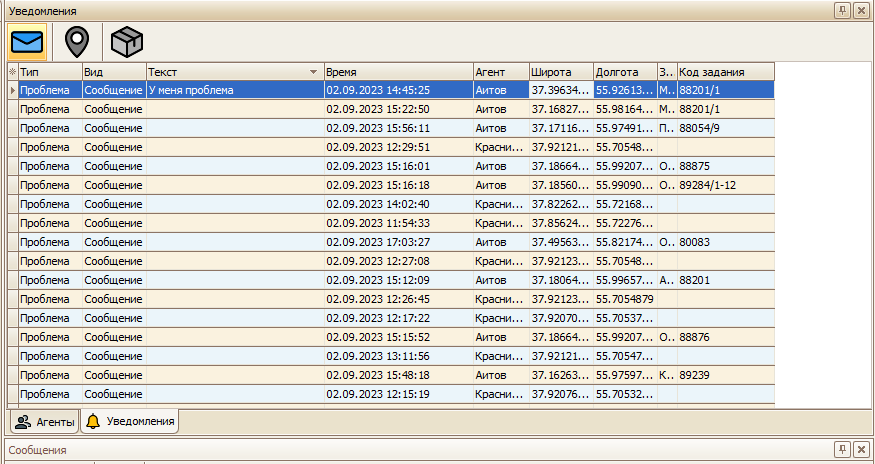 Уведомления
Тип Вид Текст Время Агент Широта Долгота З... Код задания
Проблема Сообщение У меня проблема 02.09.2023 14:45:25 Аитов 37.39634... 55.92613... М... 88201/1
Проблема Сообщение 02.09.2023 15:22:50 Аитов 37.16827... 55.98164... М... 88201/1
Проблема Сообщение 02.09.2023 15:56:11 Аитов 37.17116... 55.97491... П... 88054/9
Проблема Сообщение 02.09.2023 12:29:51 Красни... 37.92121... 55.70548...
Проблема Сообщение 02.09.2023 15:16:01 Аитов 37.18664... 55.99207... О... 88875
Проблема Сообщение 02.09.2023 15:16:18 Аитов 37.18560... 55.99090... О... 89284/1-12
Проблема Сообщение 02.09.2023 14:02:40 Красни... 37.82262... 55.72168...
Проблема Сообщение 02.09.2023 11:54:33 Красни... 37.85624... 55.72276...
Проблема Сообщение 02.09.2023 17:03:27 Аитов 37.49563... 55.82174... О... 80083
Проблема Сообщение 02.09.2023 12:27:08 Красни... 37.92123... 55.70548...
Проблема Сообщение 02.09.2023 15:12:09 Аитов 37.18064... 55.99657... А... 88201
Проблема Сообщение 02.09.2023 12:26:45 Красни... 37.92123... 55.7054879
Проблема Сообщение 02.09.2023 12:17:22 Красни... 37.92070... 55.70537...
Проблема Сообщение 02.09.2023 15:15:52 Аитов 37.18664... 55.99207... О... 88876
Проблема Сообщение 02.09.2023 13:11:56 Красни... 37.92121... 55.70547...
Проблема Сообщение 02.09.2023 15:48:18 Аитов 37.16263... 55.97597... К... 89239
Проблема Сообщение 02.09.2023 12:15:19 Красни... 37.92076... 55.70532...
Агенты Уведомления
Сообщения